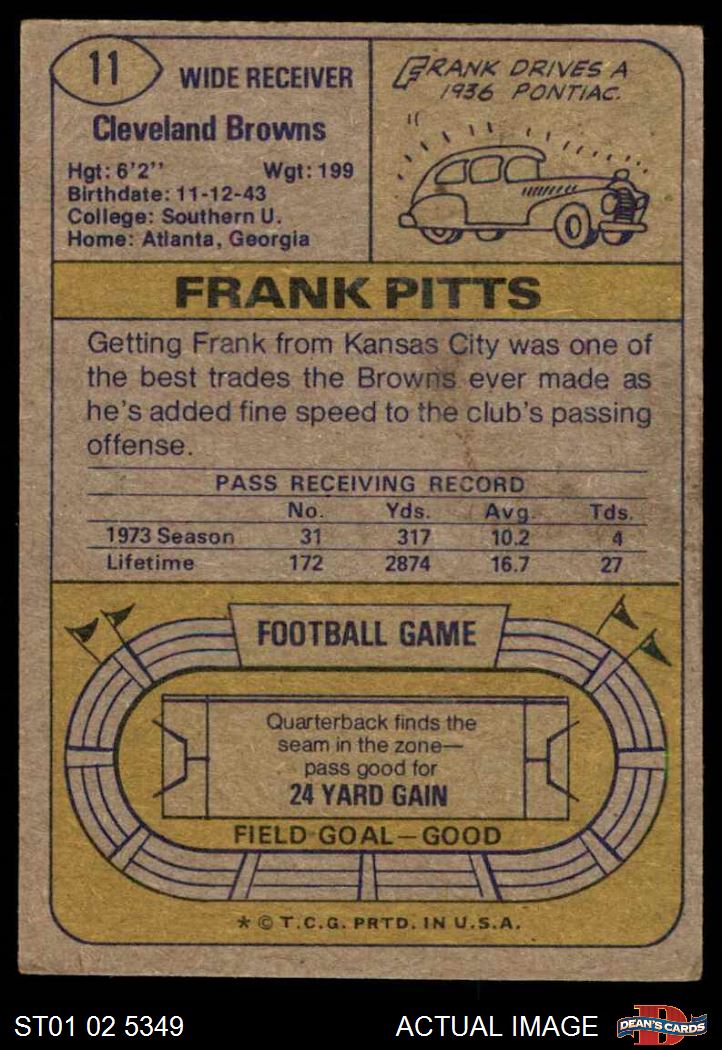 11
WIDE RECEIVER
Cleveland Browns
Hgt: 6'2" Wgt: 199
Birthdate: 11-12-43
College: Southern U.
Home: Atlanta, Georgia
FRANK DRIVES A
1936 PONTIAC.
FRANK PITTS
Getting Frank from Kansas City was one of
the best trades the Browns ever made as
he's added fine speed to the club's passing
offense.
PASS RECEIVING RECORD
No. Yds. Avg. Tds.
1973 Season 31 317 10.2 4
Lifetime 172 2874 16.7 27
FOOTBALL GAME
Quarterback finds the
seam in the zone—
pass good for
24 YARD GAIN
FIELD GOAL—GOOD
* © T.C.G. PRTD. IN U.S.A.
ST01 02 5349
ACTUAL IMAGE
D
DEAN'S CARDS